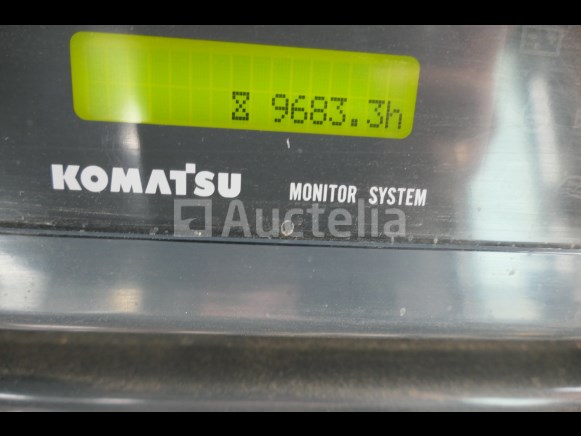 9683.3h
KOMATSU MONITOR SYSTEM
Auctelia